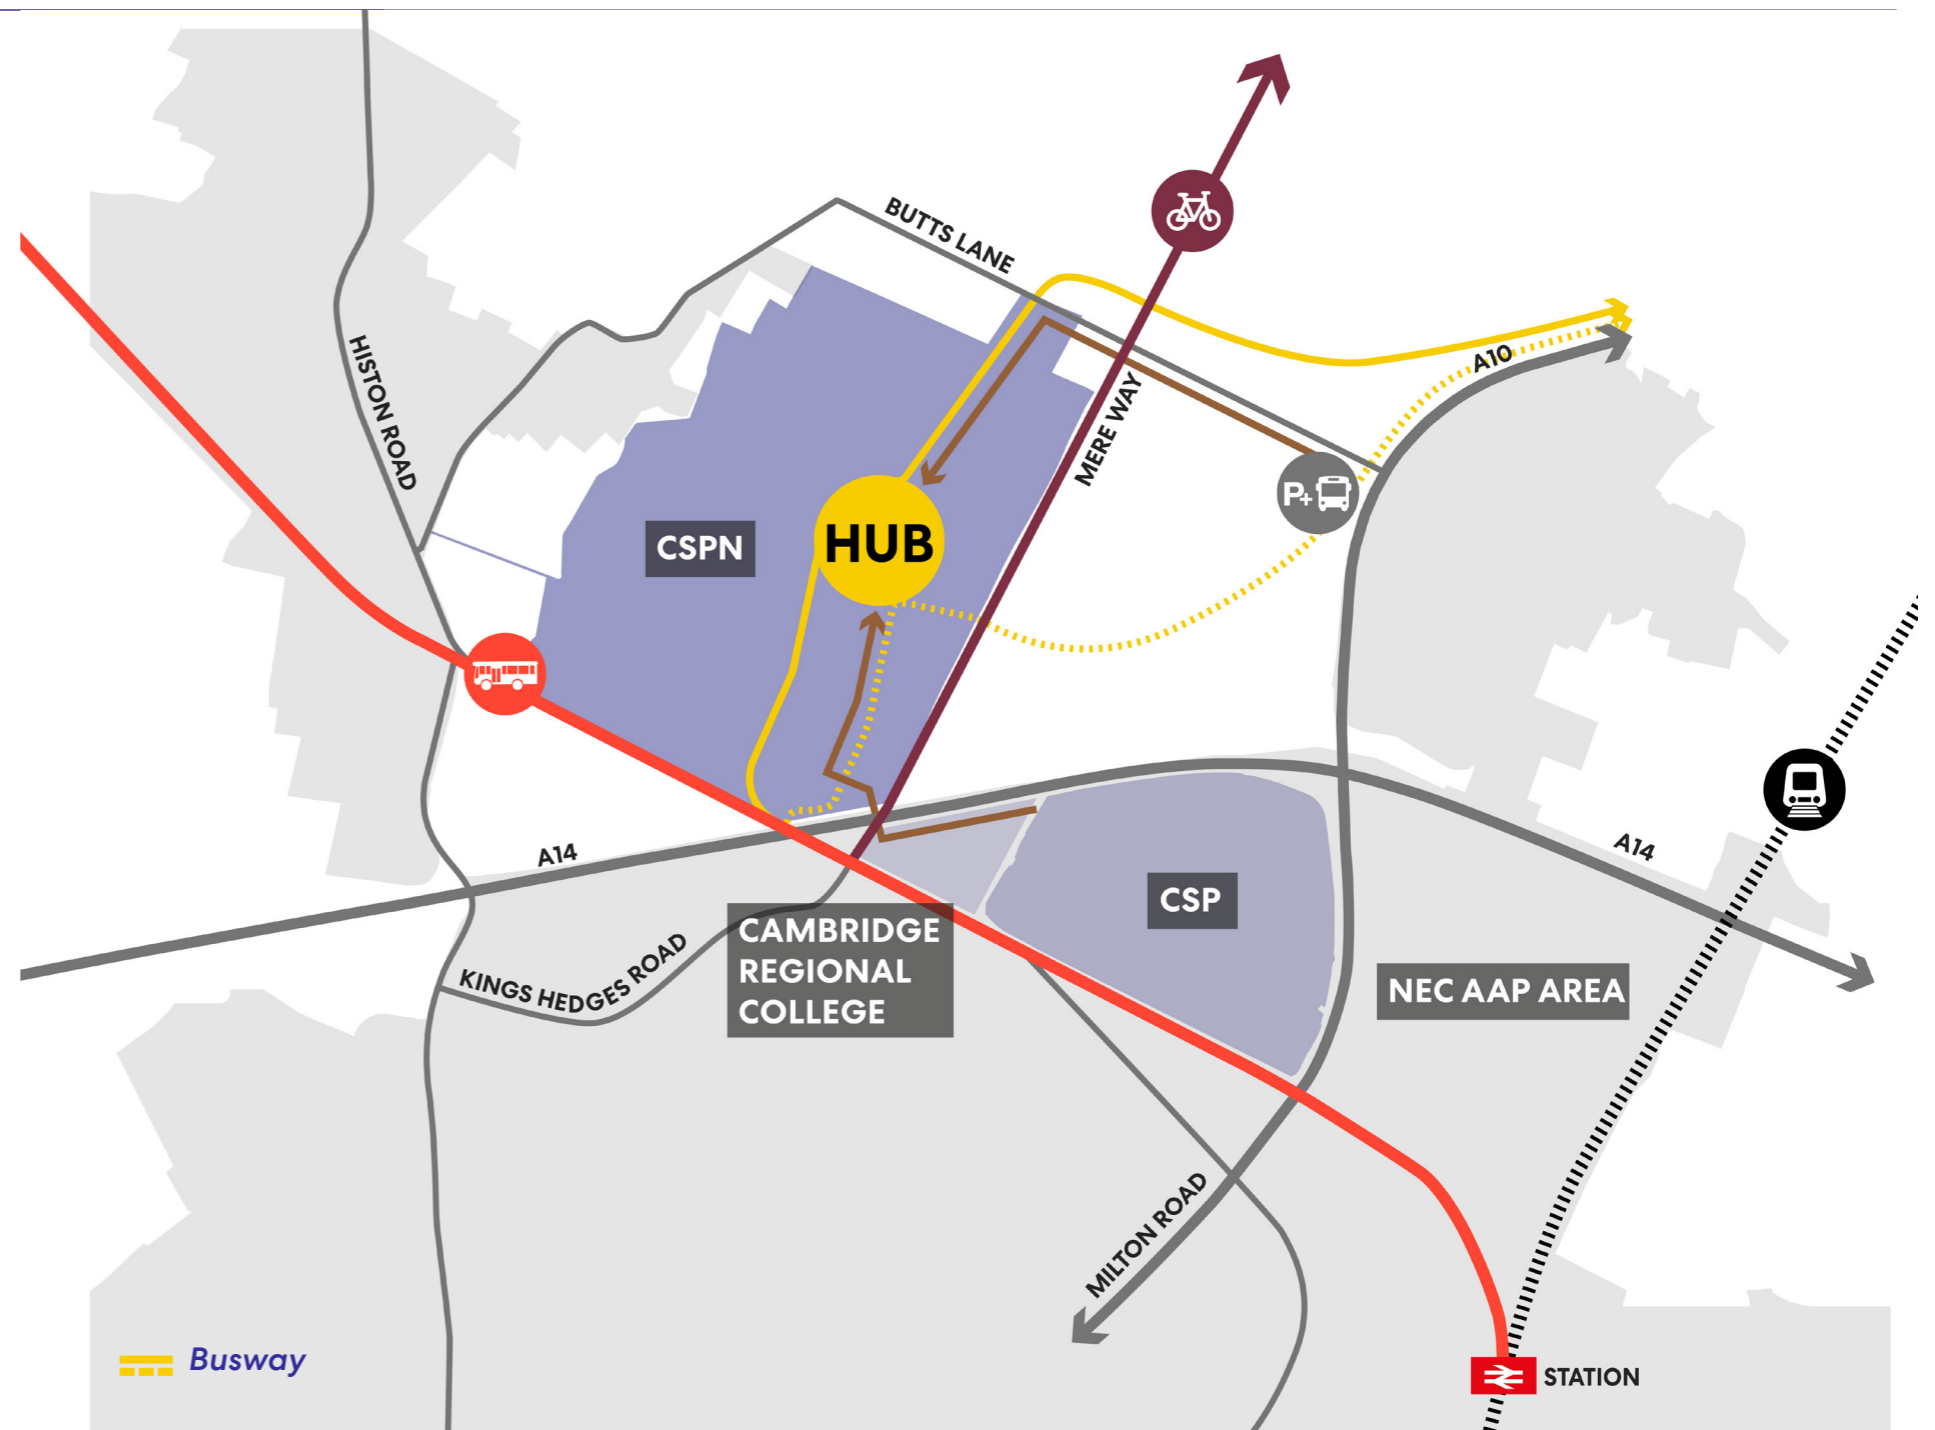 BUTTS LANE
HISTON ROAD
A10
MERE WAY
P+
CSPN
HUB
A14
A14
CSP
CAMBRIDGE
REGIONAL
COLLEGE
KINGS HEDGES ROAD
NEC AAP AREA
MILTON ROAD
Busway
STATION